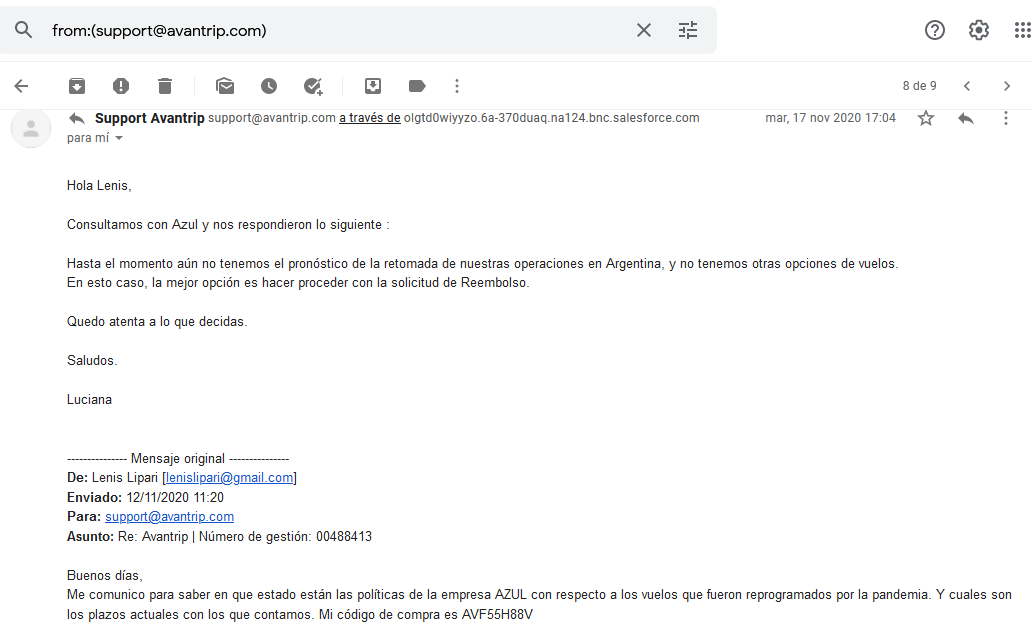 from:(support@avantrip.com)
8 de 9
Support Avantrip support@avantrip.com a través de olgtd0wiyyzo.6a-370duaq.na124.bnc.salesforce.com mar, 17 nov 2020 17:04
para mí
Hola Lenis,
Consultamos con Azul y nos respondieron lo siguiente :
Hasta el momento aún no tenemos el pronóstico de la retomada de nuestras operaciones en Argentina, y no tenemos otras opciones de vuelos.
En esto caso, la mejor opción es hacer proceder con la solicitud de Reembolso.
Quedo atenta a lo que decidas.
Saludos.
Luciana
--------------- Mensaje original ---------------
De: Lenis Lipari [lenislipari@gmail.com]
Enviado: 12/11/2020 11:20
Para: support@avantrip.com
Asunto: Re: Avantrip | Número de gestión: 00488413
Buenos días,
Me comunico para saber en que estado están las políticas de la empresa AZUL con respecto a los vuelos que fueron reprogramados por la pandemia. Y cuales son
los plazos actuales con los que contamos. Mi código de compra es AVF55H88V